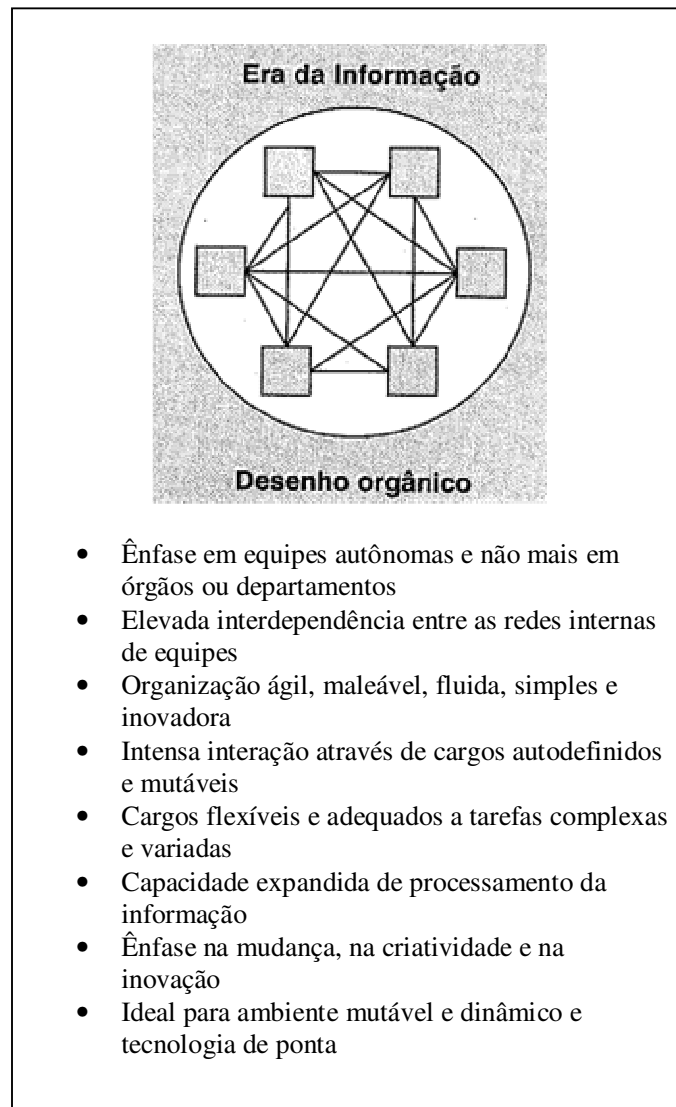 Era da Informação
Desenho orgânico
• Ênfase em equipes autônomas e não mais em
órgãos ou departamentos
• Elevada interdependência entre as redes internas
de equipes
• Organização ágil, maleável, fluida, simples e
inovadora
• Intensa interação através de cargos autodefinidos
e mutáveis
• Cargos flexíveis e adequados a tarefas complexas
e variadas
• Capacidade expandida de processamento da
informação
• Ênfase na mudança, na criatividade e na
inovação
• Ideal para ambiente mutável e dinâmico e
tecnologia de ponta